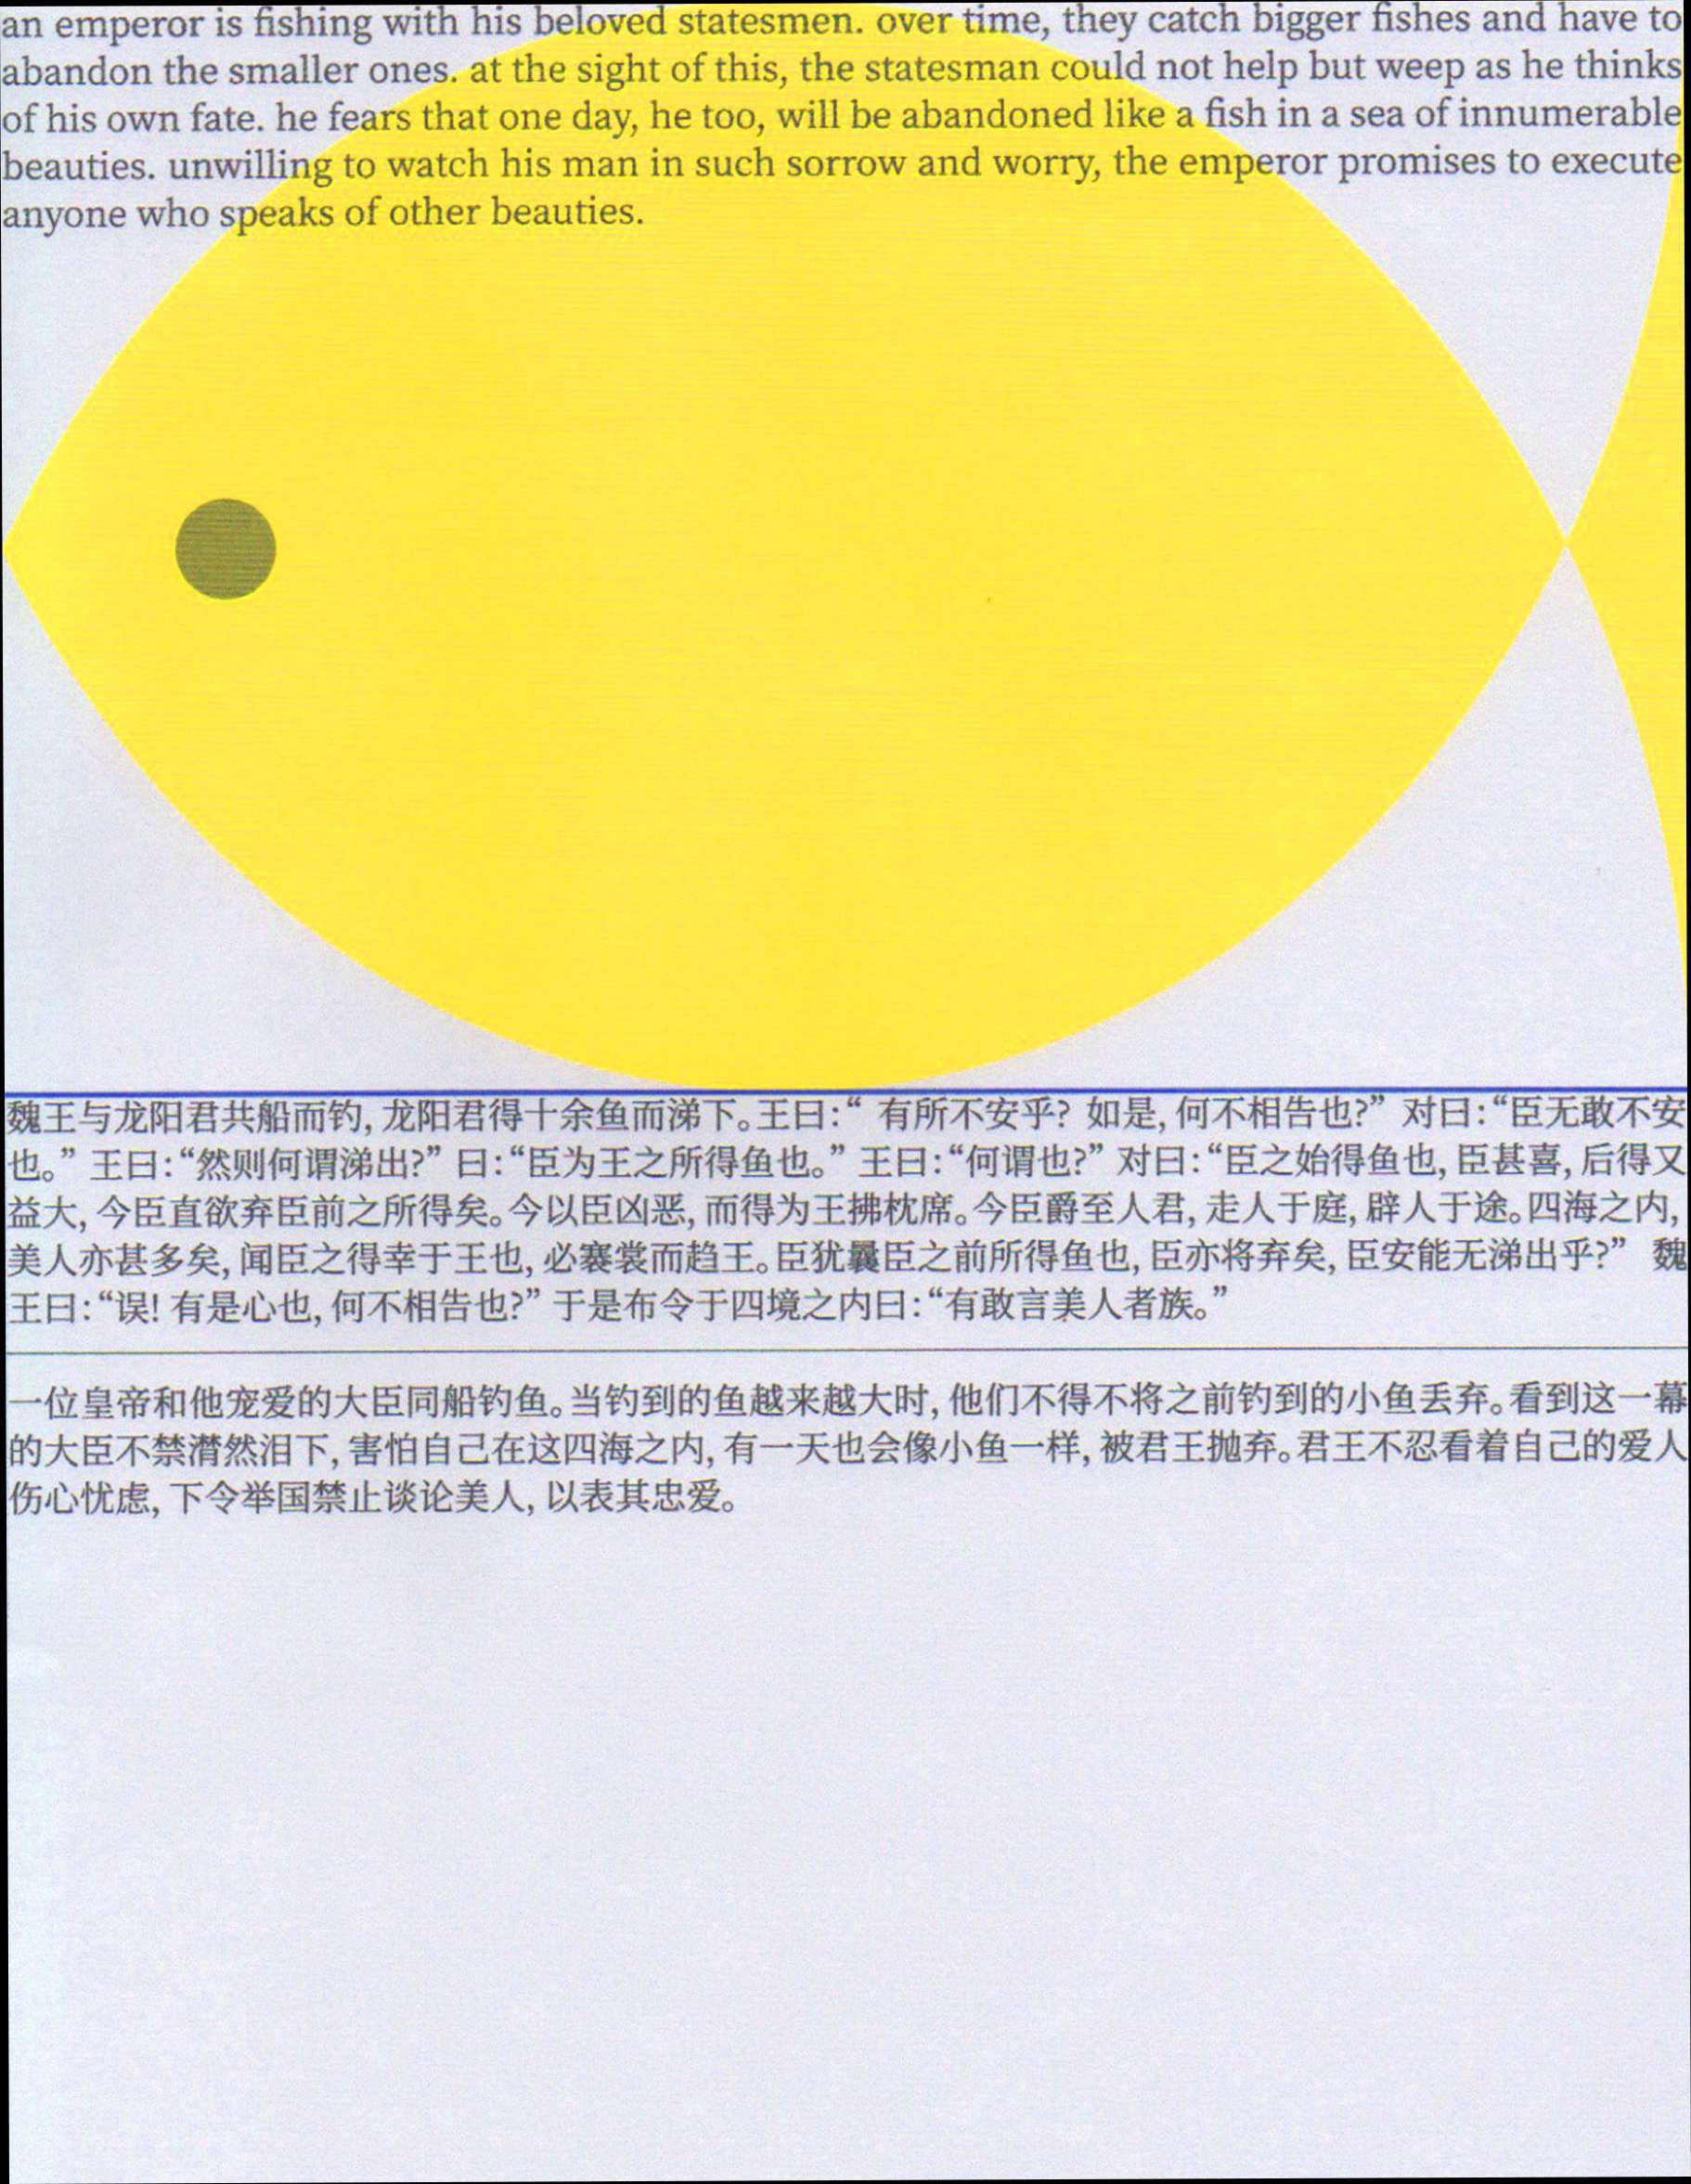 an emperor is fishing with his beloved statesmen. over time, they catch bigger fishes and have to
abandon the smaller ones. at the sight of this, the statesman could not help but weep as he thinks
of his own fate. he fears that one day, he too, will be abandoned like a fish in a sea of innumerable
beauties. unwilling to watch his man in such sorrow and worry, the emperor promises to execute
anyone who speaks of other beauties.
魏王与龙阳君共船而钓, 龙阳君得十余鱼而涕下。王曰：“ 有所不安乎？ 如是, 何不相告也?” 对曰：“臣无敢不安
也。” 王曰：“然则何谓涕出?” 曰：“臣为王之所得鱼也。” 王曰：“何谓也?” 对曰：“臣之始得鱼也, 臣甚喜, 后得又
益大, 今臣直欲弃臣前之所得矣。今以臣凶恶, 而得为王拂枕席。今臣爵至人君, 走人于庭, 辟人于途。四海之内,
美人亦甚多矣, 闻臣之得幸于王也, 必褰裳而趋王。臣犹曩臣之前所得鱼也, 臣亦将弃矣, 臣安能无涕出乎?” 魏
王曰：“误! 有是心也, 何不相告也?” 于是布令于四境之内曰：“有敢言美人者族。”
一位皇帝和他宠爱的大臣同船钓鱼。当钓到的鱼越来越大时, 他们不得不将之前钓到的小鱼丢弃。看到这一幕
的大臣不禁潸然泪下, 害怕自己在这四海之内, 有一天也会像小鱼一样, 被君王抛弃。君王不忍看着自己的爱人
伤心忧虑, 下令举国禁止谈论美人, 以表其忠爱。